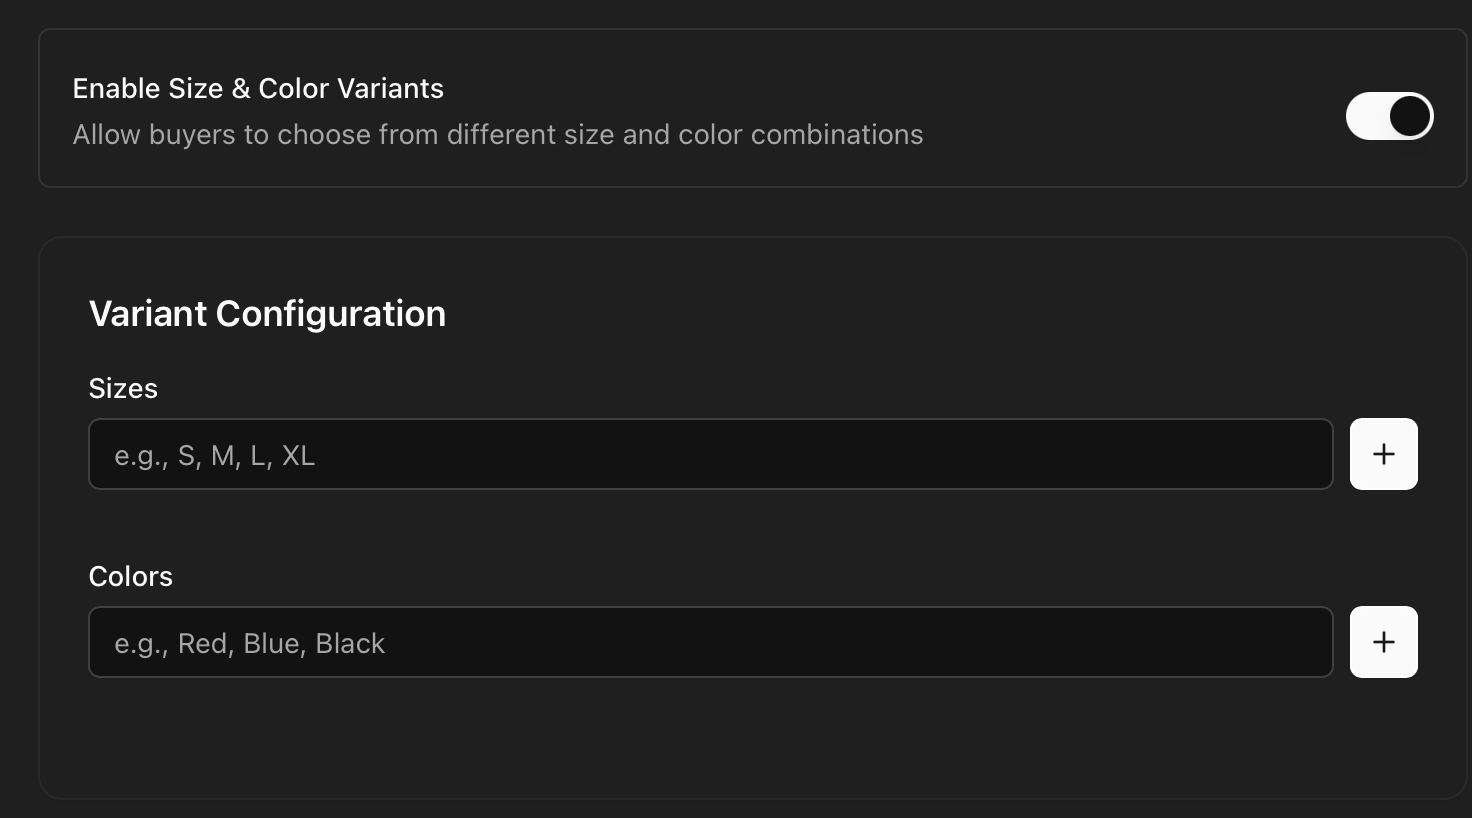 Enable Size & Color Variants
Allow buyers to choose from different size and color combinations
Variant Configuration
Sizes
e.g., S, M, L, XL
+
Colors
e.g., Red, Blue, Black
+